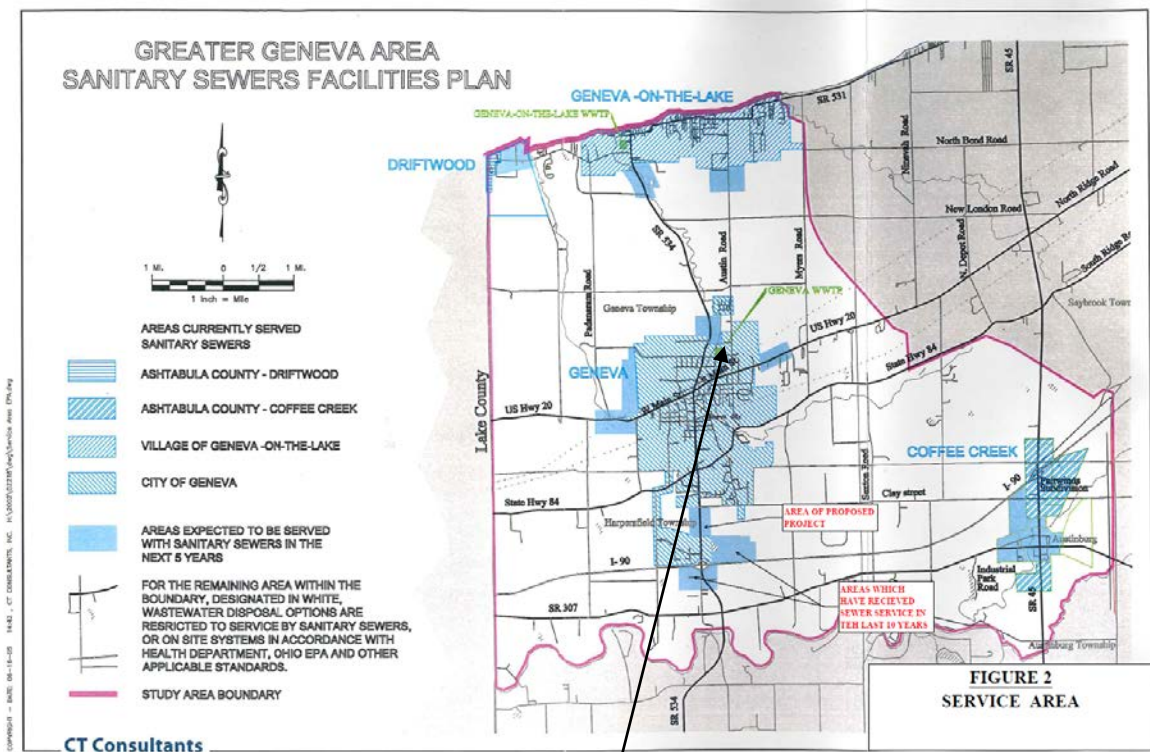 GREATER GENEVA AREA
SANITARY SEWERS FACILITIES PLAN
1 MI.
0
1/2
1 MI.
1 Inch = Mile
AREAS CURRENTLY SERVED
SANITARY SEWERS
ASHTABULA COUNTY - DRIFTWOOD
ASHTABULA COUNTY - COFFEE CREEK
VILLAGE OF GENEVA -ON-THE-LAKE
CITY OF GENEVA
AREAS EXPECTED TO BE SERVED
WITH SANITARY SEWERS IN THE
NEXT 5 YEARS
FOR THE REMAINING AREA WITHIN THE
BOUNDARY, DESIGNATED IN WHITE,
WASTEWATER DISPOSAL OPTIONS ARE
RESRICTED TO SERVICE BY SANITARY SEWERS,
OR ON SITE SYSTEMS IN ACCORDANCE WITH
HEALTH DEPARTMENT, OHIO EPA AND OTHER
APPLICABLE STANDARDS.
STUDY AREA BOUNDARY
CT Consultants
GENEVA -ON-THE-LAKE
GENEVA-ON-THE-LAKE WWTP
DRIFTWOOD
SR 531
SR 45
Ninevah Road
North Bend Road
New London Road
North Ridge Road
South Ridge R
N. Depot Road
SR 534
Austin Road
Myers Road
Padanarum Road
GENEVA WWTP
Geneva Township
Saybrook Town
US Hwy 20
State Hwy 84
GENEVA
US Hwy 20
Lake County
COFFEE CREEK
Sexton Road
Clay street
I- 90
Fairwinds
Subdivision
State Hwy 84
Harpersfield Township
AREA OF PROPOSED
PROJECT
Austinburg
I- 90
Industrial
Park
Road
AREAS WHICH
HAVE RECIEVED
SEWER SERVICE IN
TEH LAST 10 YEARS
SR 307
SR 45
Austinburg Township
SR 534
FIGURE 2
SERVICE AREA